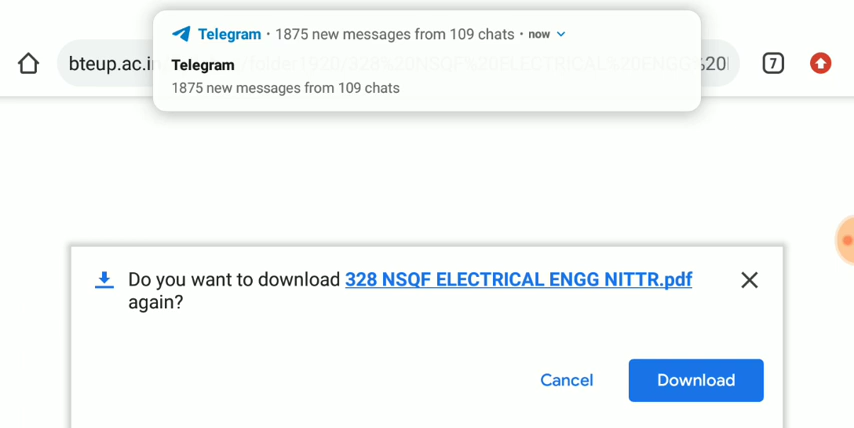 Telegram · 1875 new messages from 109 chats · now
Telegram
1875 new messages from 109 chats
bteup.ac.i
7
Do you want to download 328 NSQF ELECTRICAL ENGG NITTR.pdf
again?
Cancel Download